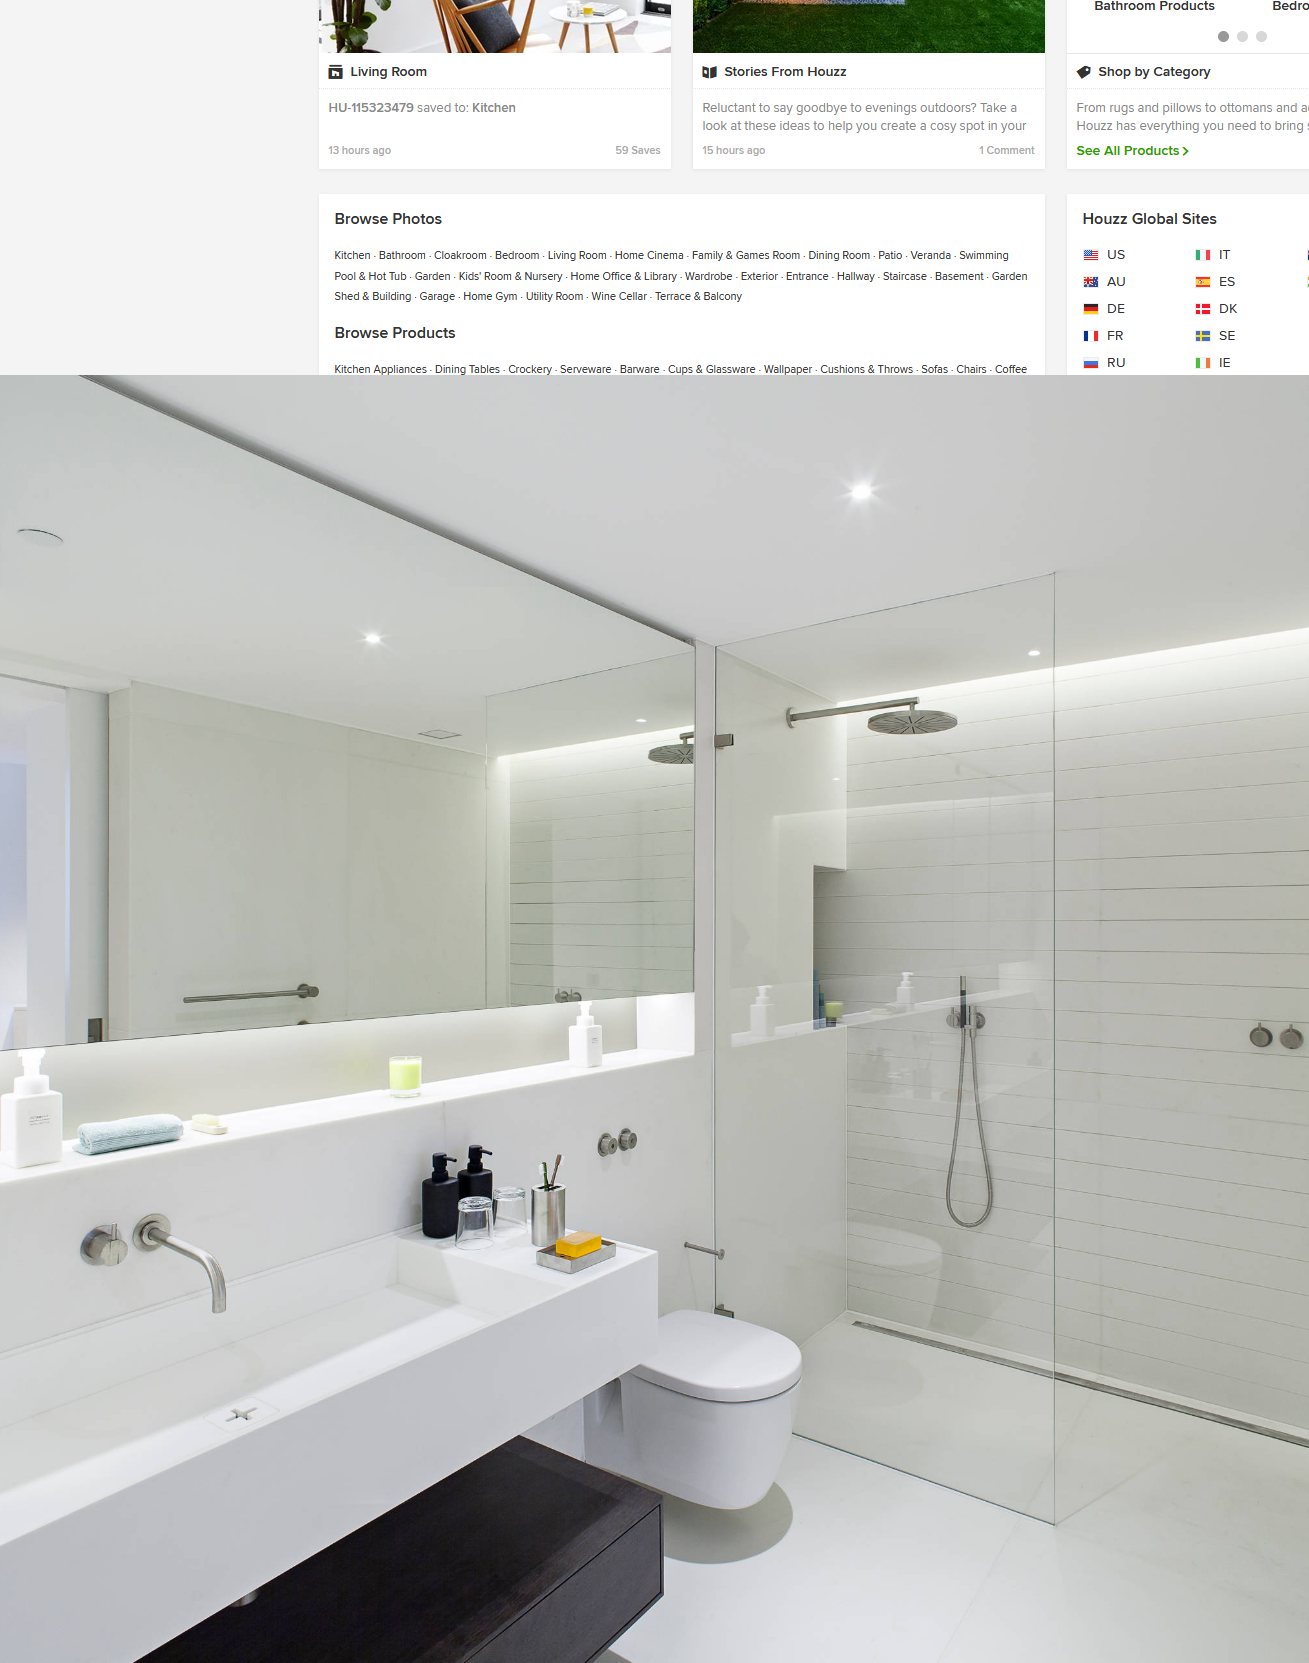 Bathroom Products
Living Room
HU-115323479 saved to: Kitchen
13 hours ago
59 Saves
Stories From Houzz
Reluctant to say goodbye to evenings outdoors? Take a
look at these ideas to help you create a cosy spot in your
15 hours ago
1 Comment
Shop by Category
From rugs and pillows to ottomans and
Houzz has everything you need to bring
See All Products
Browse Photos
Kitchen · Bathroom · Cloakroom · Bedroom · Living Room · Home Cinema · Family & Games Room · Dining Room · Patio · Veranda · Swimming
Pool & Hot Tub · Garden · Kids' Room & Nursery · Home Office & Library · Wardrobe · Exterior · Entrance · Hallway · Staircase · Basement · Garden
Shed & Building · Garage · Home Gym · Utility Room · Wine Cellar · Terrace & Balcony
Browse Products
Kitchen Appliances · Dining Tables · Crockery · Serveware · Barware · Cups & Glassware · Wallpaper · Cushions & Throws · Sofas · Chairs · Coffee
Houzz Global Sites
US
IT
AU
ES
DE
DK
FR
SE
RU
IE